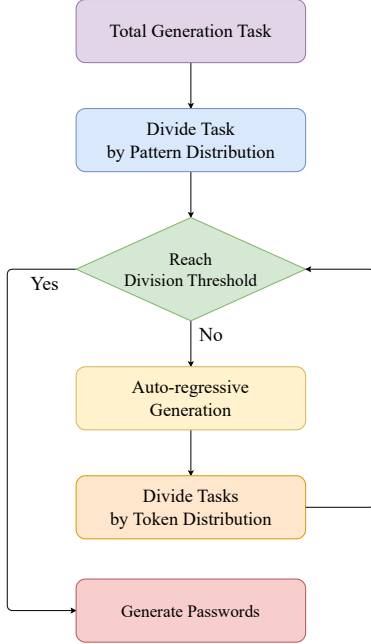 Total Generation Task
Divide Task
by Pattern Distribution
Reach
Division Threshold
Yes
No
Auto-regressive
Generation
Divide Tasks
by Token Distribution
Generate Passwords